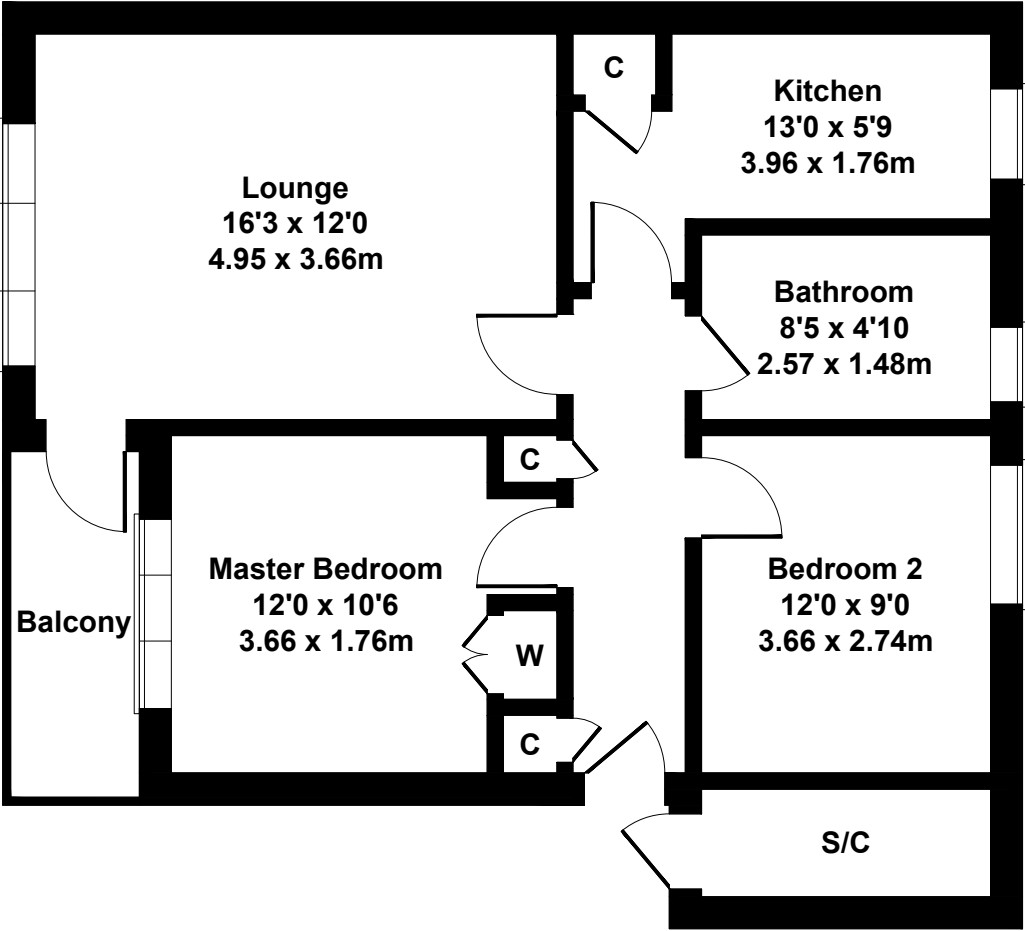 C
Kitchen
13'0 x 5'9
3.96 x 1.76m
Lounge
16'3 x 12'0
4.95 x 3.66m
Bathroom
8'5 x 4'10
2.57 x 1.48m
C
Master Bedroom
12'0 x 10'6
3.66 x 1.76m
Bedroom 2
12'0 x 9'0
3.66 x 2.74m
Balcony
W
C
S/C